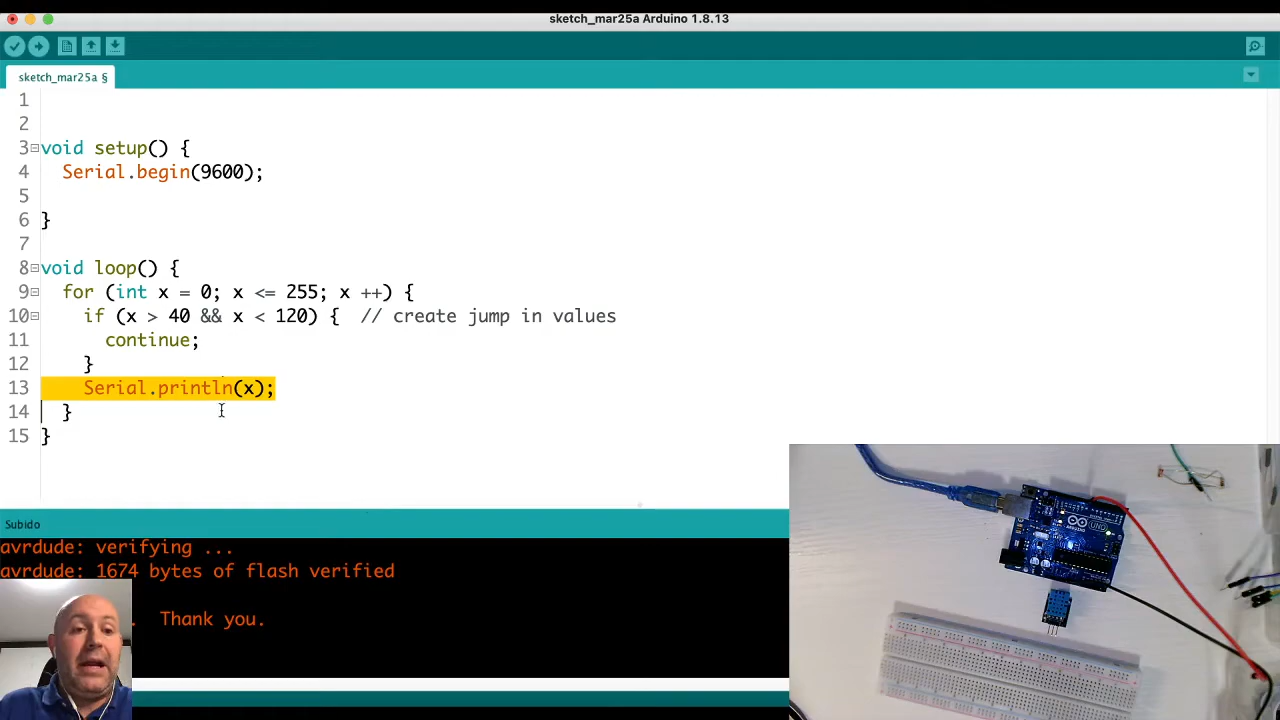 sketch_mar25a Arduino 1.8.13
sketch_mar25a §
1
2
3 void setup() {
4 Serial.begin(9600);
5
6 }
7
8 void loop() {
9 for (int x = 0; x <= 255; x ++) {
10 if (x > 40 && x < 120) { // create jump in values
11 continue;
12 }
13 Serial.println(x);
14 }
15 }
Subido
avrdude: verifying ...
avrdude: 1674 bytes of flash verified
Thank you.
UNO